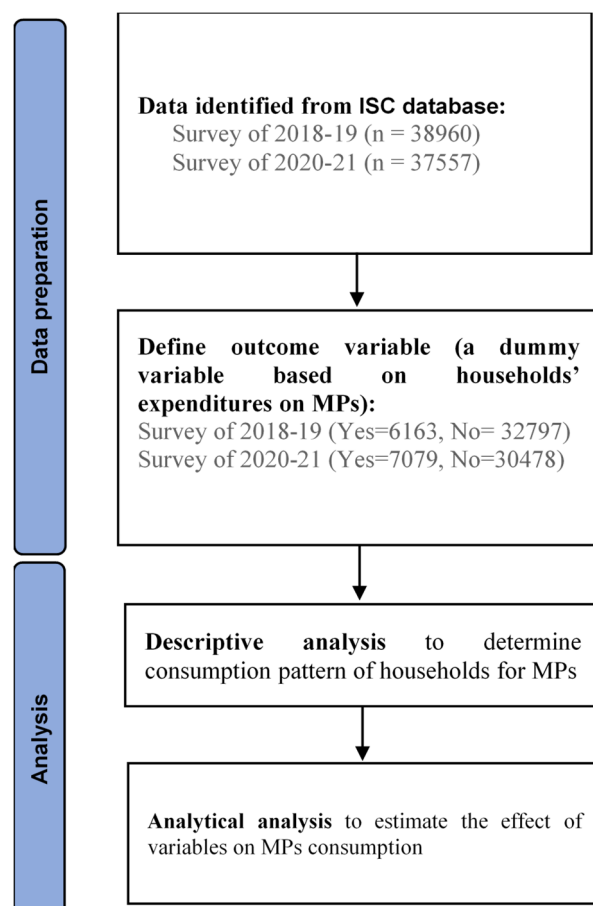 Data preparation
Data identified from ISC database:
Survey of 2018-19 (n = 38960)
Survey of 2020-21 (n = 37557)
Define outcome variable (a dummy
variable based on households’
expenditures on MPs):
Survey of 2018-19 (Yes=6163, No= 32797)
Survey of 2020-21 (Yes=7079, No=30478)
Analysis
Descriptive analysis to determine
consumption pattern of households for MPs
Analytical analysis to estimate the effect of
variables on MPs consumption